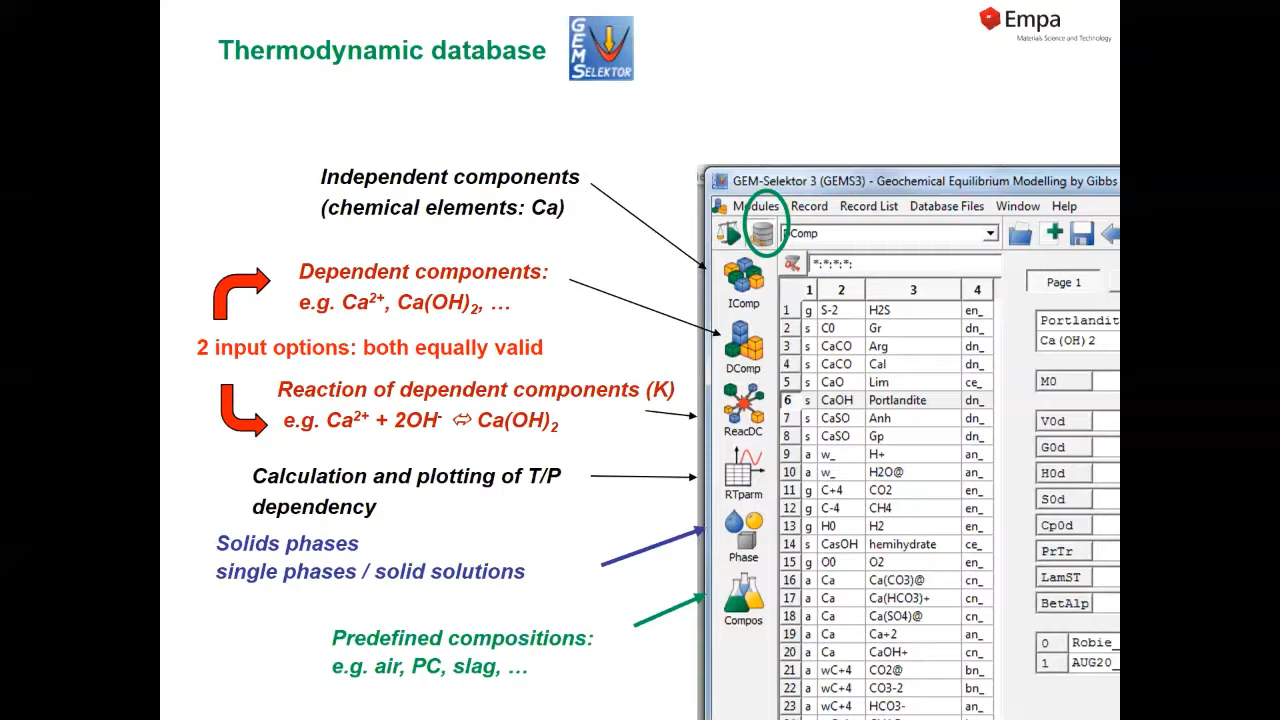 Thermodynamic database
GEMS
SELEKTOR
Empa
Materials Science and Technology
Independent components
(chemical elements: Ca)
Dependent components:
e.g. Ca²⁺, Ca(OH)₂, …
2 input options: both equally valid
Reaction of dependent components (K)
e.g. Ca²⁺ + 2OH⁻ ⬄ Ca(OH)₂
Calculation and plotting of T/P
dependency
Solids phases
single phases / solid solutions
Predefined compositions:
e.g. air, PC, slag, …
GEM-Selektor 3 (GEMS3) - Geochemical Equilibrium Modelling by Gibbs
Modules Record Record List Database Files Window Help
DComp
*:*:*:*:
IComp
DComp
ReacDC
RTparm
Phase
Compos
1 2 3 4
1 g S-2 H2S en_
2 s C0 Gr dn_
3 s CaCO Arg dn_
4 s CaCO Cal dn_
5 s CaO Lim ce_
6 s CaOH Portlandite dn_
7 s CaSO Anh dn_
8 s CaSO Gp dn_
9 a w_ H+ an_
10 a w_ H2O@ an_
11 g C+4 CO2 en_
12 g C-4 CH4 en_
13 g H0 H2 en_
14 s CasOH hemihydrate ce_
15 g O0 O2 en_
16 a Ca Ca(CO3)@ cn_
17 a Ca Ca(HCO3)+ cn_
18 a Ca Ca(SO4)@ cn_
19 a Ca Ca+2 an_
20 a Ca CaOH+ cn_
21 a wC+4 CO2@ bn_
22 a wC+4 CO3-2 bn_
23 a wC+4 HCO3- an_
Page 1
Portlandite
Ca(OH)2
M0
V0d
G0d
H0d
S0d
Cp0d
PrTr
LamST
BetAlp
0 Robie_
1 AUG20_